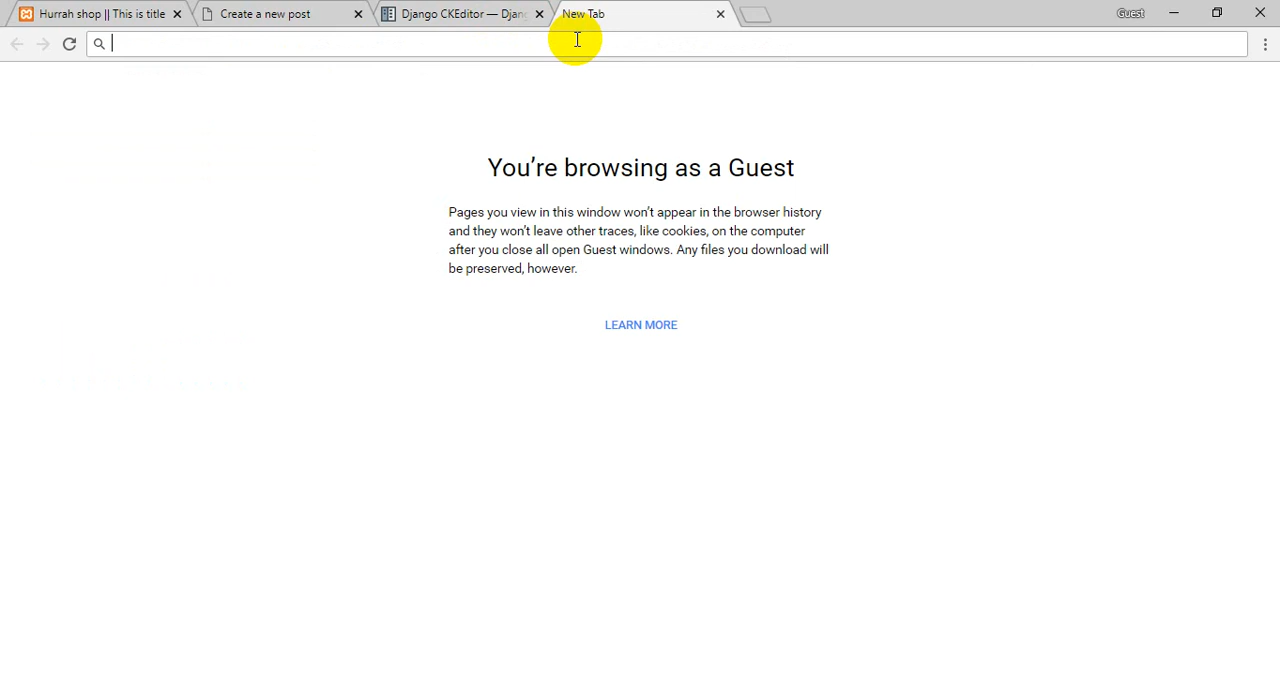 Hurrah shop || This is title
Create a new post
Django CKEditor — Djan
New Tab
Guest
You're browsing as a Guest
Pages you view in this window won't appear in the browser history
and they won't leave other traces, like cookies, on the computer
after you close all open Guest windows. Any files you download will
be preserved, however.
LEARN MORE